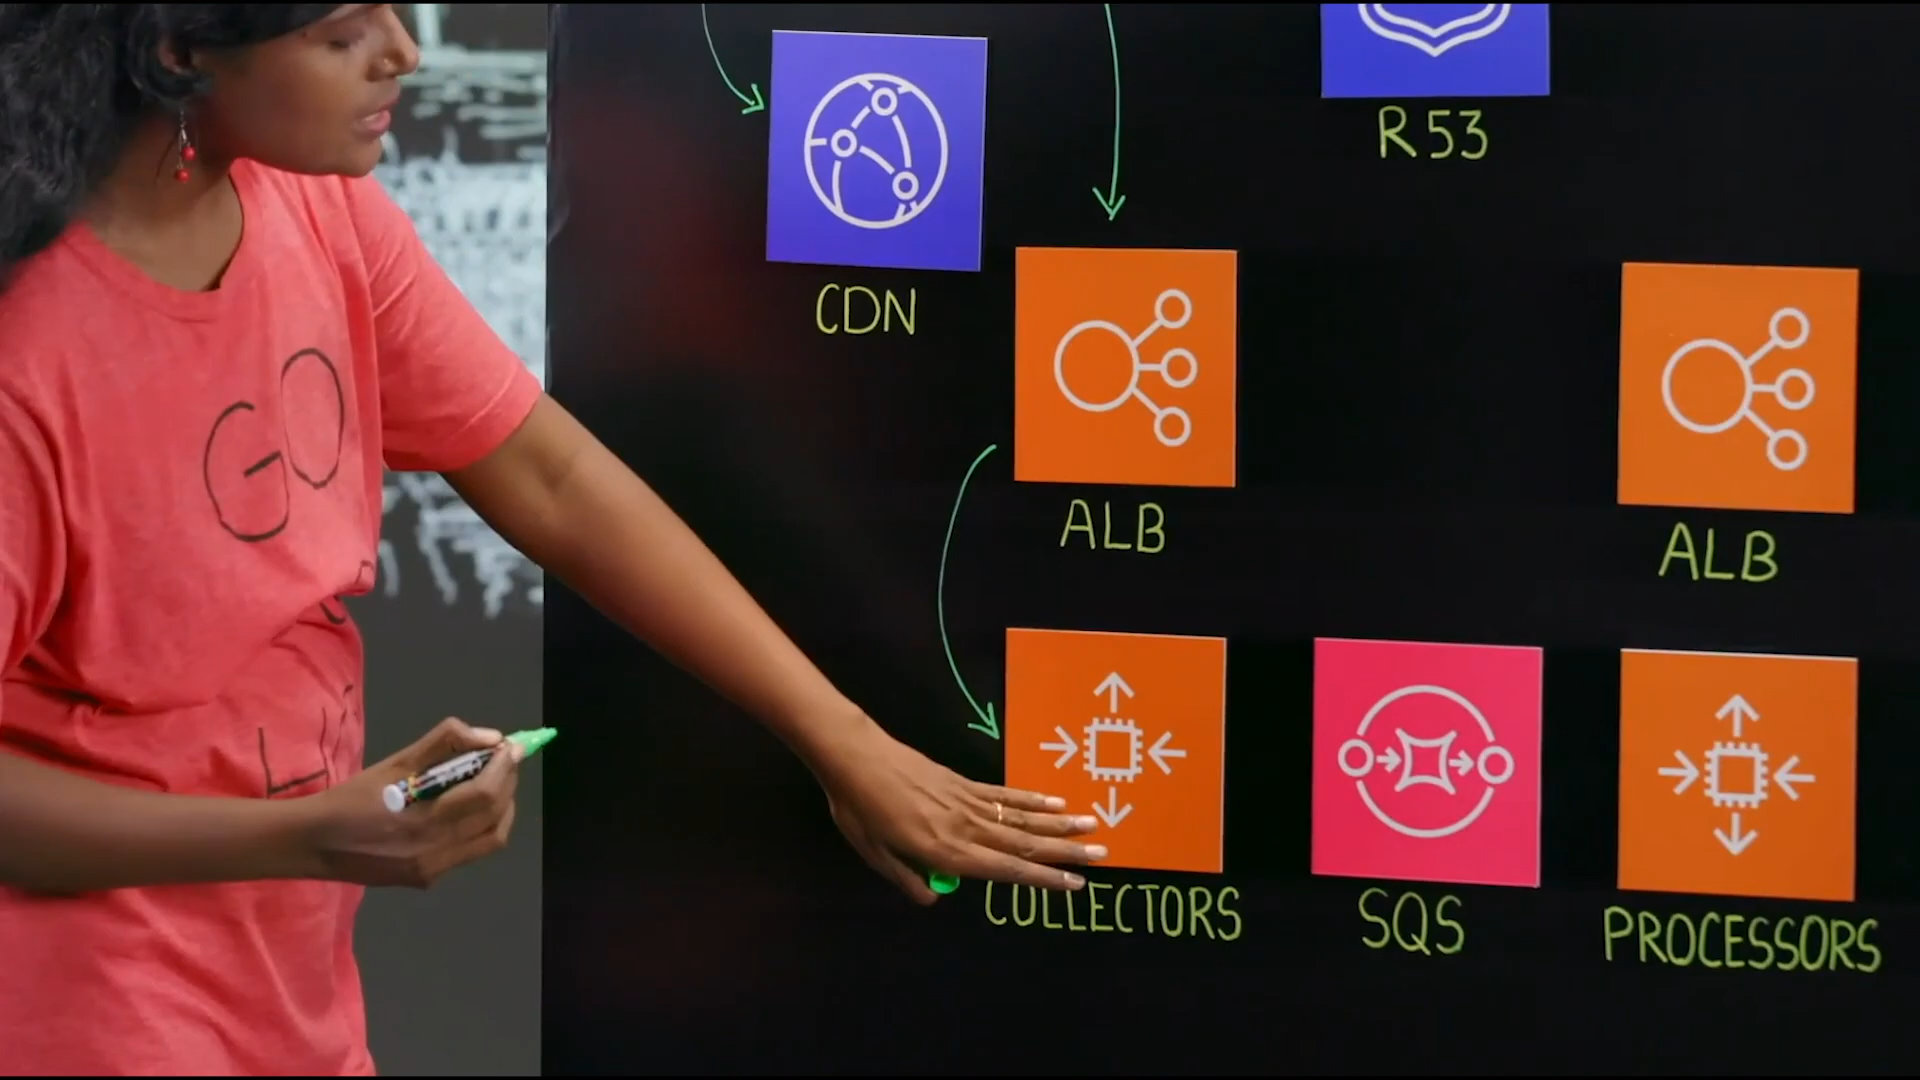 R53
CDN
ALB
ALB
COLLECTORS
SQS
PROCESSORS
GO